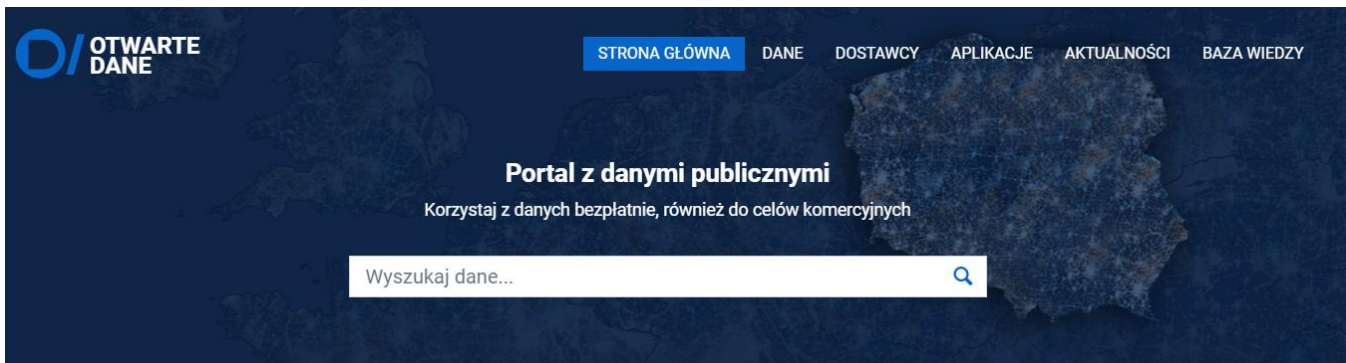 OTWARTE
DANE
STRONA GŁÓWNA DANE DOSTAWCY APLIKACJE AKTUALNOŚCI BAZA WIEDZY
Portal z danymi publicznymi
Korzystaj z danych bezpłatnie, również do celów komercyjnych
Wyszukaj dane...